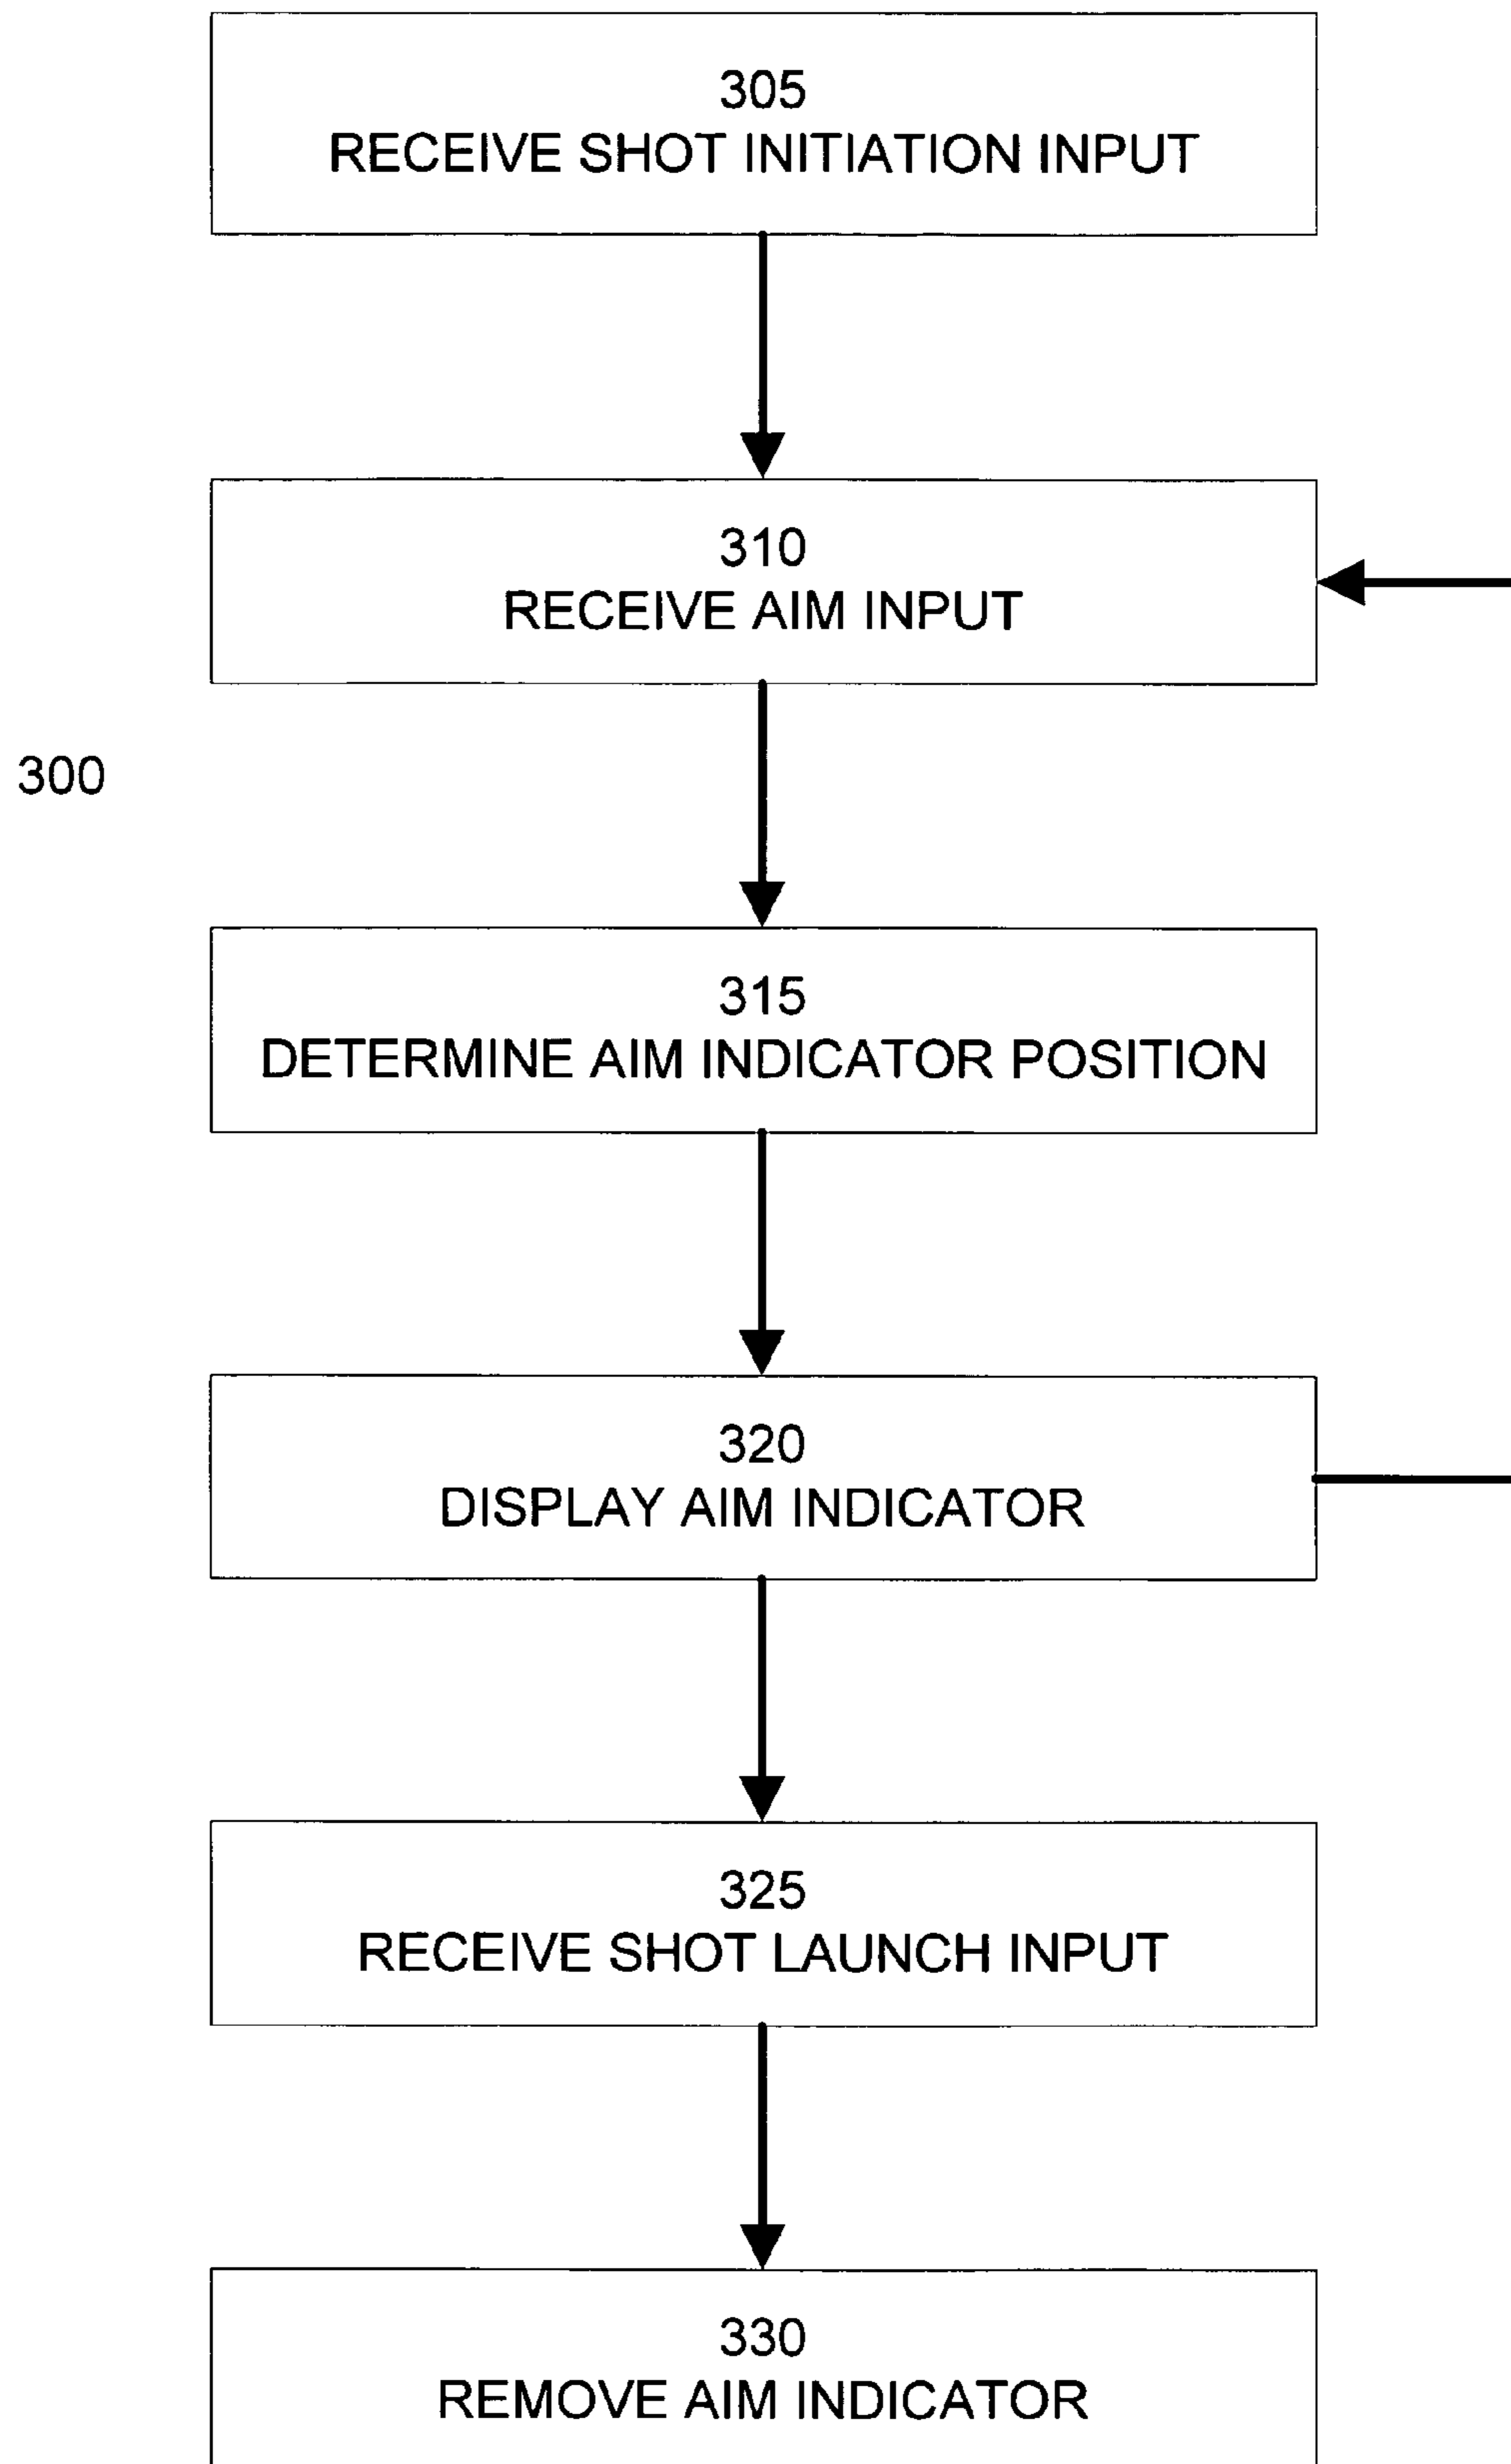 305
RECEIVE SHOT INITIATION INPUT
310
RECEIVE AIM INPUT
300
315
DETERMINE AIM INDICATOR POSITION
320
DISPLAY AIM INDICATOR
325
RECEIVE SHOT LAUNCH INPUT
330
REMOVE AIM INDICATOR